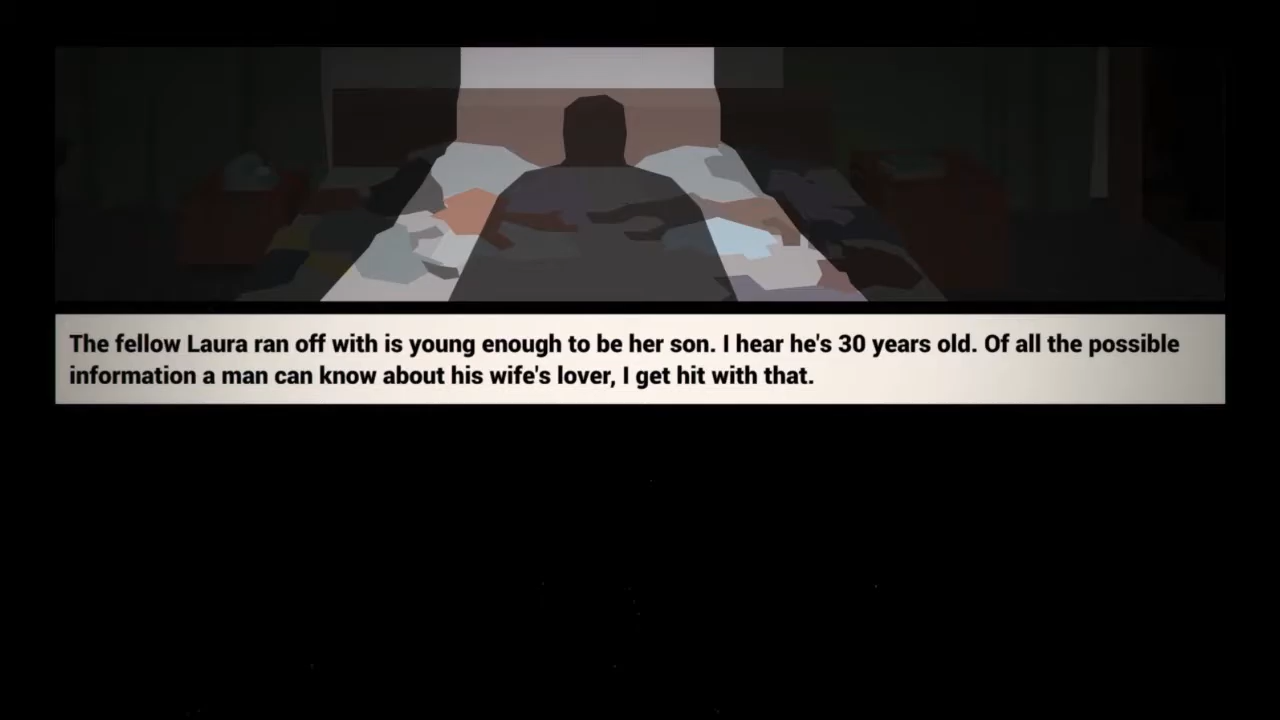 The fellow Laura ran off with is young enough to be her son. I hear he's 30 years old. Of all the possible
information a man can know about his wife's lover, I get hit with that.